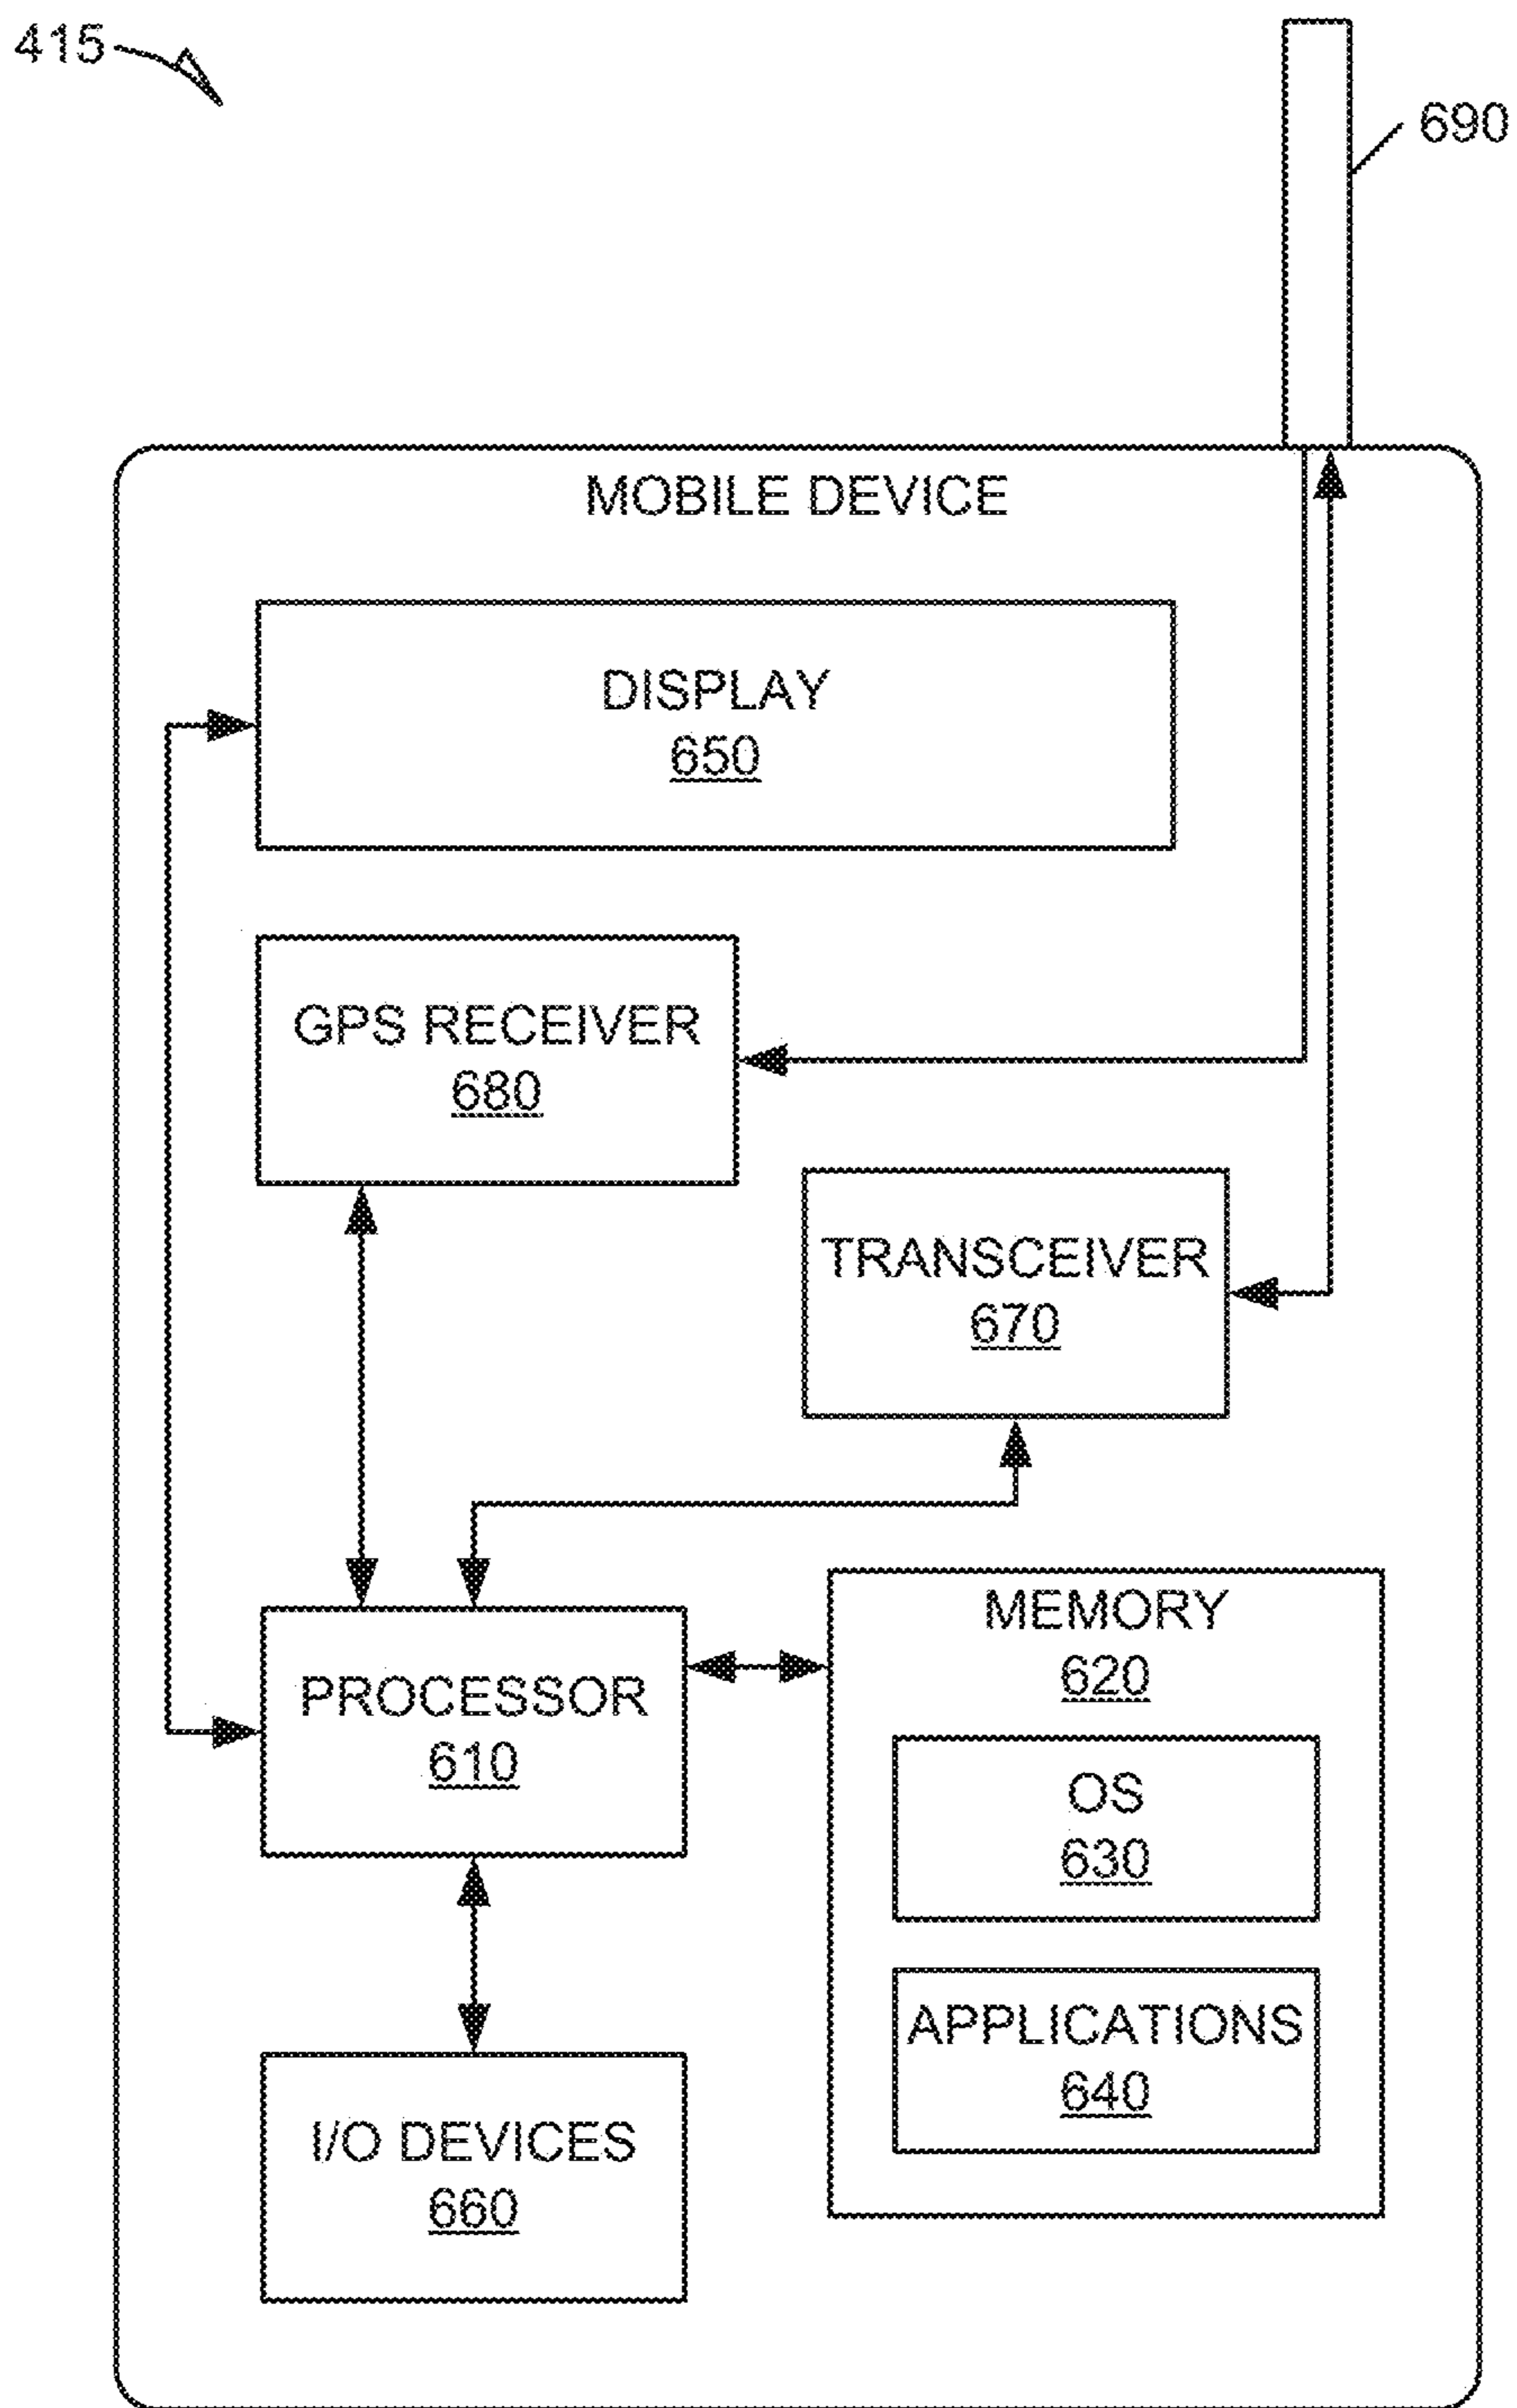 415
690
MOBILE DEVICE
DISPLAY
650
GPS RECEIVER
680
TRANSCEIVER
670
MEMORY
620
PROCESSOR
610
OS
630
APPLICATIONS
640
I/O DEVICES
660